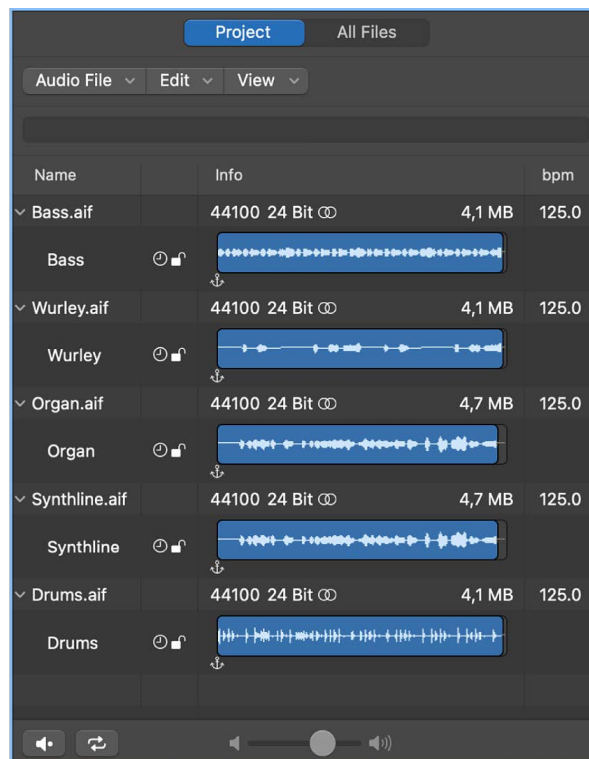 Project All Files
Audio File Edit View
Name Info bpm
Bass.aif 44100 24 Bit 4,1 MB 125.0
Bass
Wurley.aif 44100 24 Bit 4,1 MB 125.0
Wurley
Organ.aif 44100 24 Bit 4,7 MB 125.0
Organ
Synthline.aif 44100 24 Bit 4,7 MB 125.0
Synthline
Drums.aif 44100 24 Bit 4,1 MB 125.0
Drums